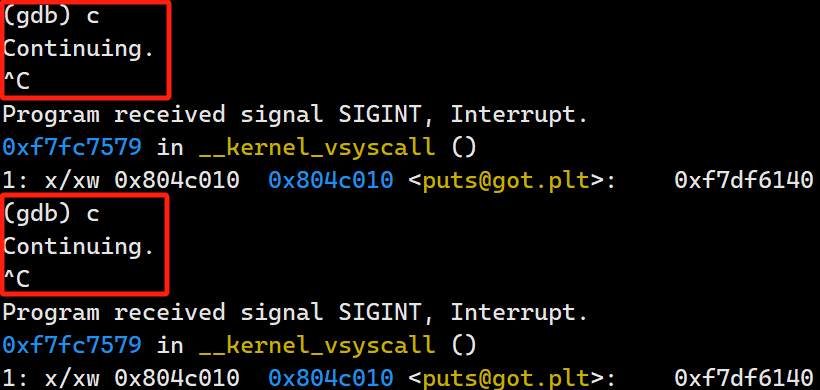 (gdb) c
Continuing.
^C
Program received signal SIGINT, Interrupt.
0xf7fc7579 in __kernel_vsyscall ()
1: x/xw 0x804c010  0x804c010 <puts@got.plt>:    0xf7df6140
(gdb) c
Continuing.
^C
Program received signal SIGINT, Interrupt.
0xf7fc7579 in __kernel_vsyscall ()
1: x/xw 0x804c010  0x804c010 <puts@got.plt>:    0xf7df6140